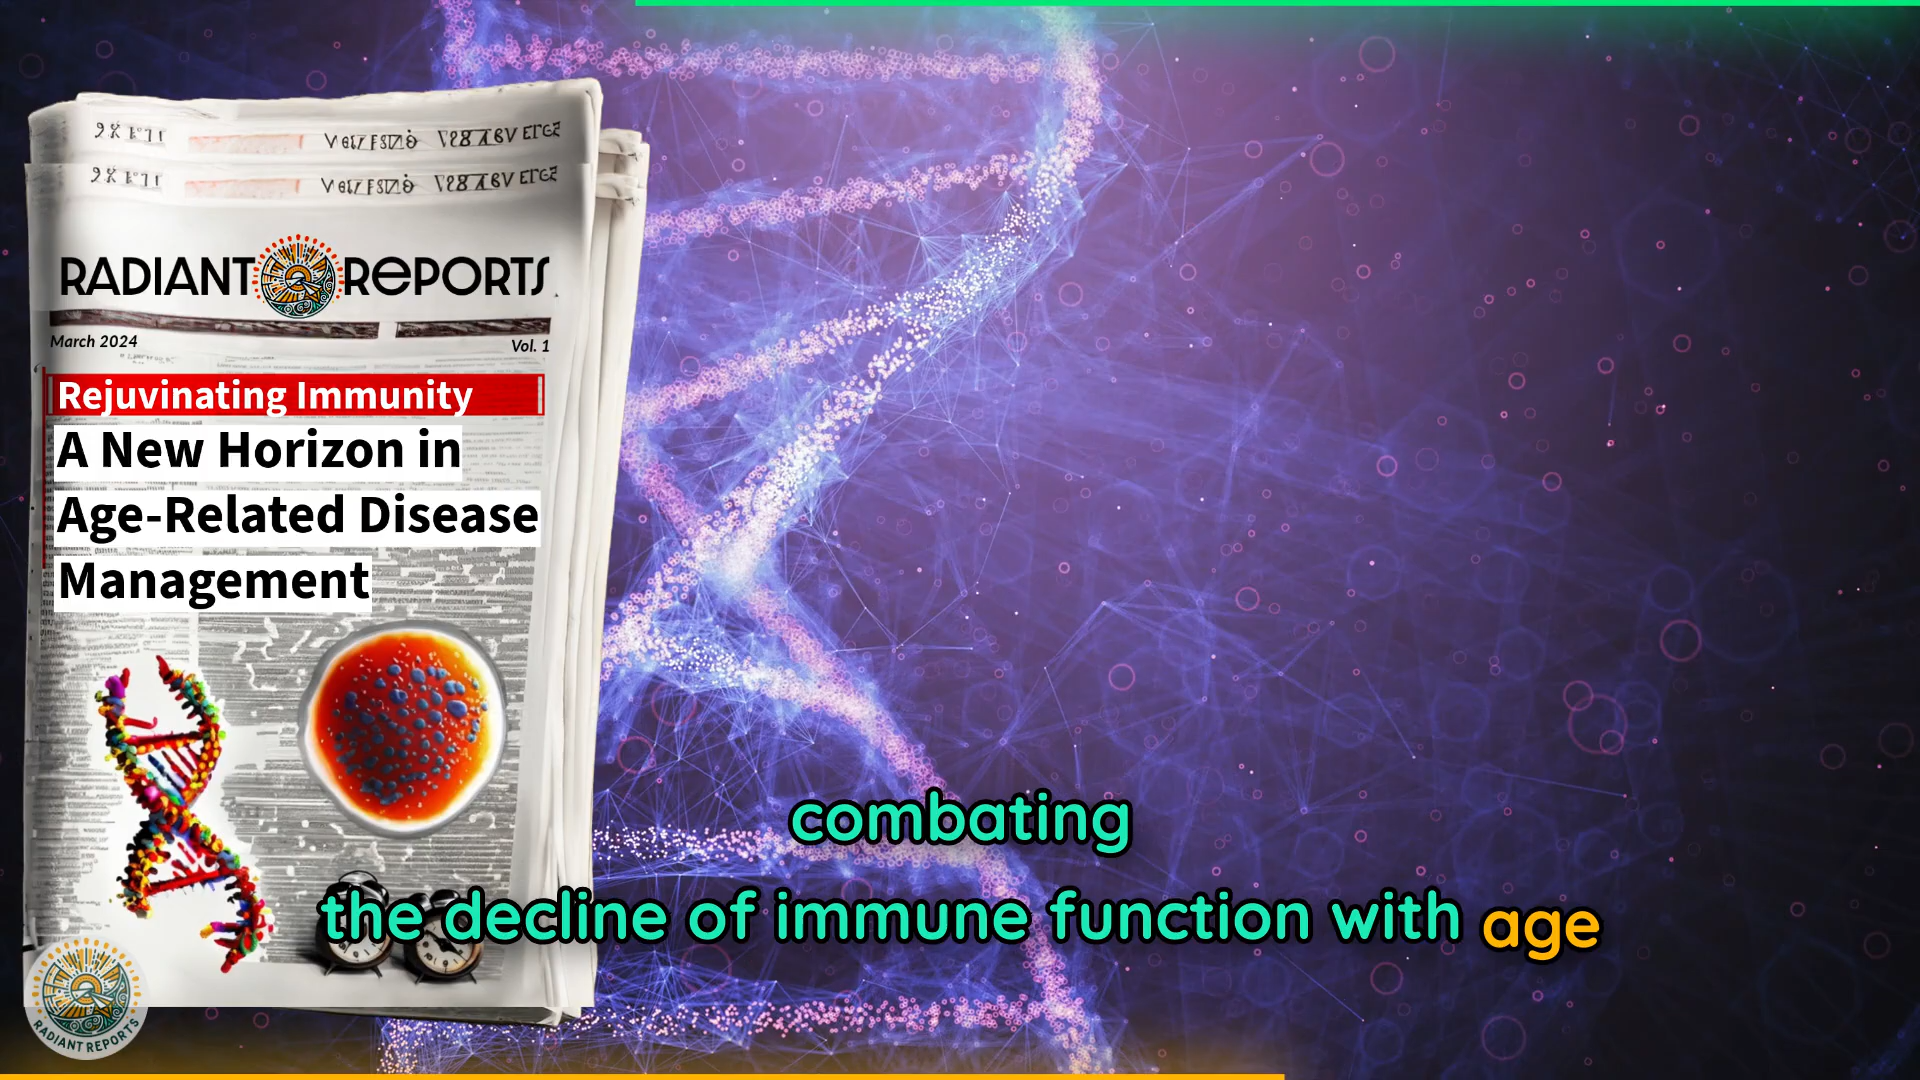 RADIANT REPORTS
March 2024
Vol. 1
Rejuvinating Immunity
A New Horizon in
Age-Related Disease
Management
combating
the decline of immune function with age
RADIANT REPORTS